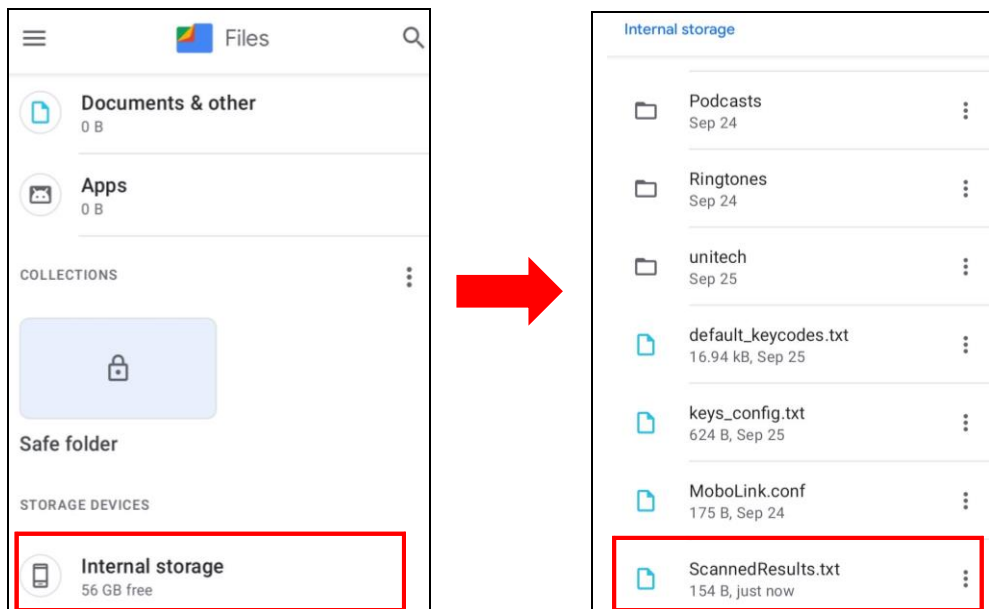 Files
Documents & other
0 B
Apps
0 B
COLLECTIONS
Safe folder
STORAGE DEVICES
Internal storage
56 GB free
Internal storage
Podcasts
Sep 24
Ringtones
Sep 24
unitech
Sep 25
default_keycodes.txt
16.94 kB, Sep 25
keys_config.txt
624 B, Sep 25
MoboLink.conf
175 B, Sep 24
ScannedResults.txt
154 B, just now